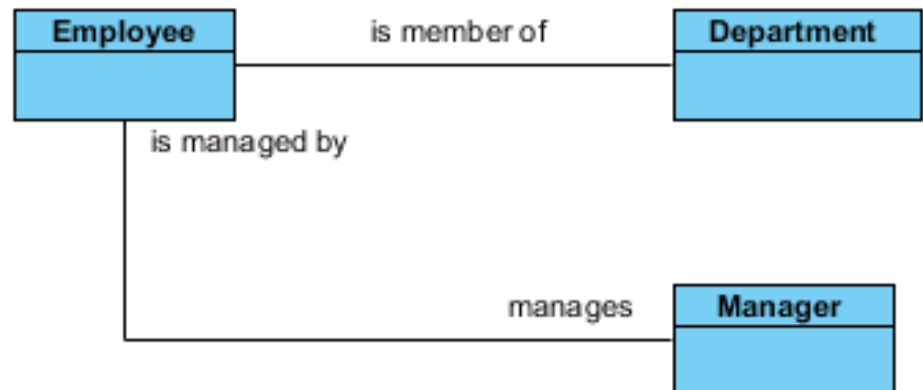 Employee
is member of
Department
is managed by
manages
Manager